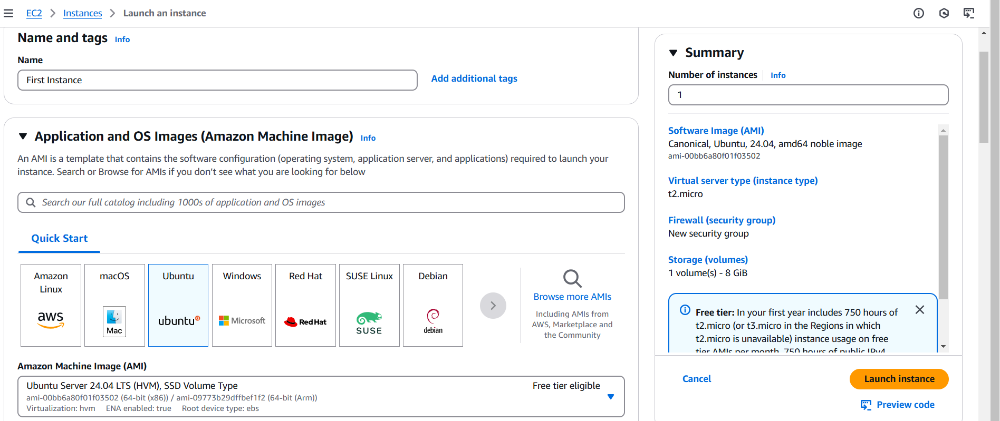 EC2 > Instances > Launch an instance
Name and tags Info
Name
First Instance
Add additional tags
Application and OS Images (Amazon Machine Image) Info
An AMI is a template that contains the software configuration (operating system, application server, and applications) required to launch your
instance. Search or Browse for AMIs if you don’t see what you are looking for below
Search our full catalog including 1000s of application and OS images
Quick Start
Amazon
Linux
aws
macOS
Mac
Ubuntu
ubuntu
Windows
Microsoft
Red Hat
Red Hat
SUSE Linux
SUSE
Debian
debian
Browse more AMIs
Including AMIs from
AWS, Marketplace and
the Community
Amazon Machine Image (AMI)
Ubuntu Server 24.04 LTS (HVM), SSD Volume Type
Free tier eligible
ami-00bb6a80f01f03502 (64-bit (x86)) / ami-09773b29dffbef1f2 (64-bit (Arm))
Virtualization: hvm ENA enabled: true Root device type: ebs
Summary
Number of instances Info
1
Software Image (AMI)
Canonical, Ubuntu, 24.04, amd64 noble image
ami-00bb6a80f01f03502
Virtual server type (instance type)
t2.micro
Firewall (security group)
New security group
Storage (volumes)
1 volume(s) - 8 GiB
Free tier: In your first year includes 750 hours of
t2.micro (or t3.micro in the Regions in which
t2.micro is unavailable) instance usage on free
tier AMIs per month, 750 hours of public IPv4
Cancel
Launch instance
Preview code